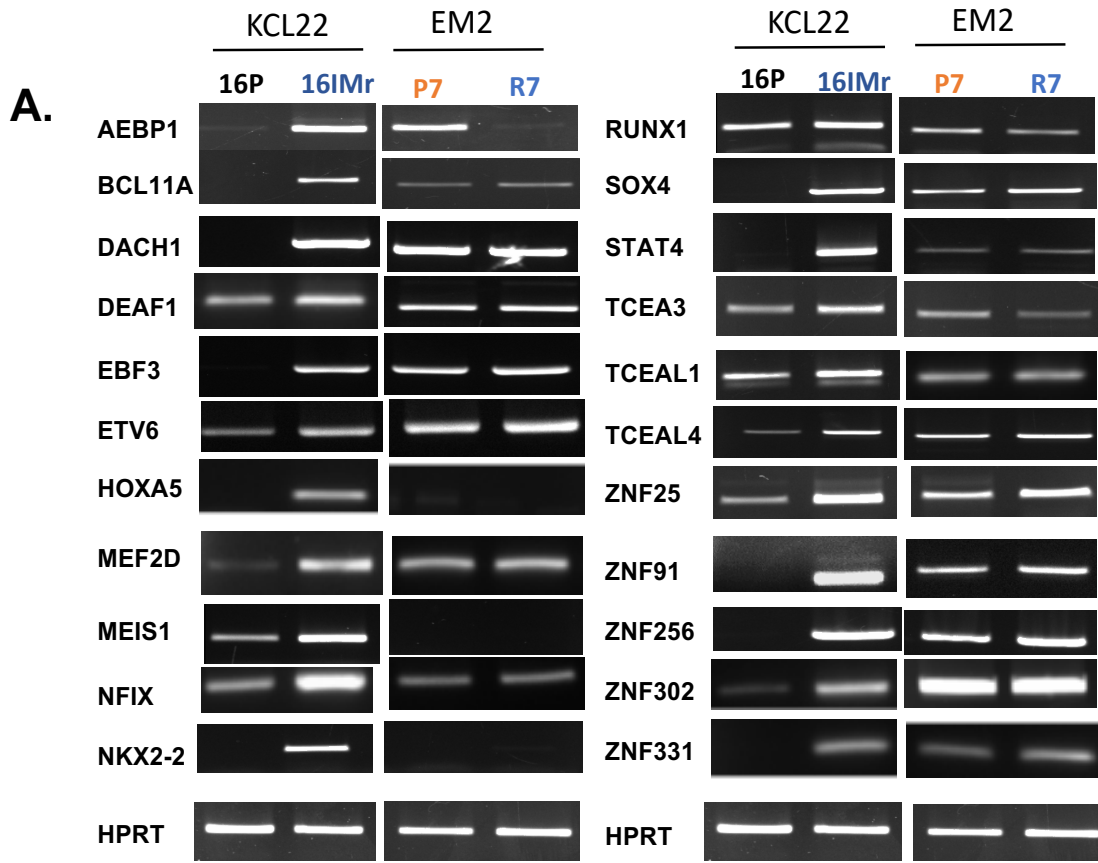 A.
KCL22 EM2
16P 16IMr P7 R7
AEBP1
BCL11A
DACH1
DEAF1
EBF3
ETV6
HOXA5
MEF2D
MEIS1
NFIX
NKX2-2
HPRT
KCL22 EM2
16P 16IMr P7 R7
RUNX1
SOX4
STAT4
TCEA3
TCEAL1
TCEAL4
ZNF25
ZNF91
ZNF256
ZNF302
ZNF331
HPRT